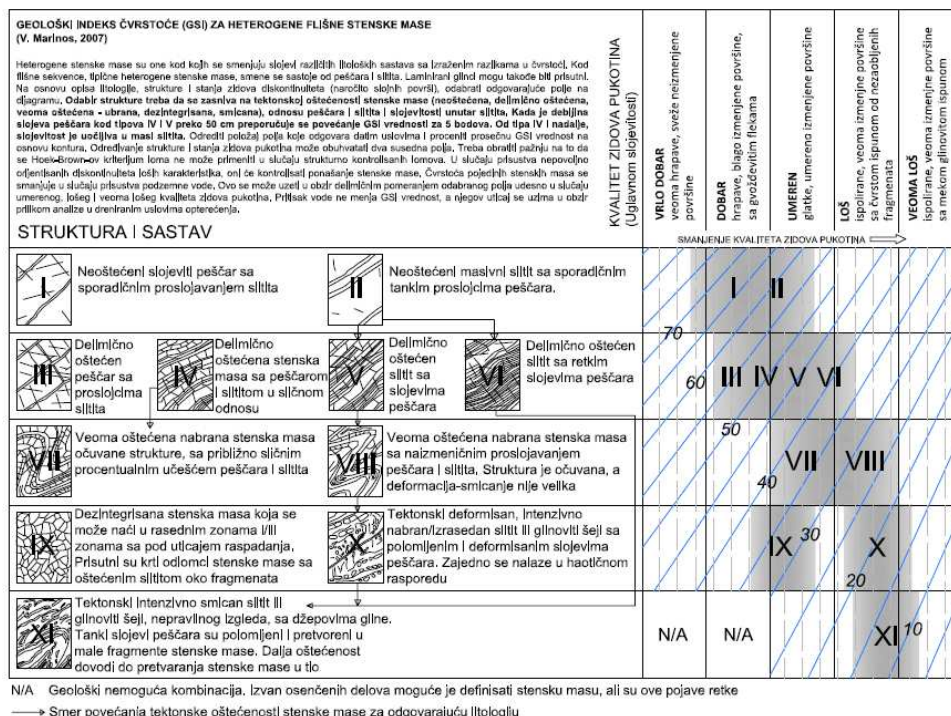 GEOLOŠKI INDEKS ČVRSTOĆE (GSI) ZA HETEROGENE FLIŠNE STENSKE MASE
(V. Marinos, 2007)
Heterogene stenske mase su one kod kojih se smenjuju slojevi različitih litoloških sastava sa izraženim razlikama u čvrstoći. Kod
flišne sekvence, tipične heterogene stenske mase, smene se sastoje od peščara i siltita. Laminirani glinci mogu takođe biti prisutni.
Na osnovu opisa litologije, strukture i stanja zidova diskontinuiteta (naročito slojnih površi), odabrati odgovarajuće polje na
dijagramu. Odabir strukture treba da se zasniva na tektonskoj oštećenosti stenske mase (neoštećena, delimično oštećena,
veoma oštećena - ubrana, dezintegrisana, smicana), odnosu peščara i siltita i slojevitosti unutar siltita. Kada je debljina
slojeva peščara kod tipova IV i V preko 50 cm preporučuje se povećanje GSI vrednosti za 5 bodova. Od tipa IV i nadalje,
slojevitost je uočljiva u masi siltita. Odrediti položaj polja koje odgovara datim uslovima i proceniti prosečnu GSI vrednost na
osnovu kontura. Određivanje strukture i stanja zidova pukotina može obuhvatati dva susedna polja. Treba obratiti pažnju na to da
se Hoek-Brown-ov kriterijum loma ne može primeniti u slučaju strukturno kontrolisanih lomova. U slučaju prisustva nepovoljno
orijentisanih diskontinuiteta loših karakteristika, oni će kontrolisati ponašanje stenske mase. Čvrstoća pojedinih stenskih masa se
smanjuje u slučaju prisustva podzemne vode. Ovo se može uzeti u obzir delimičnim pomeranjem odabranog polja udesno u slučaju
umerenog, lošeg i veoma lošeg kvaliteta zidova pukotina. Pritisak vode ne menja GSI vrednost, a njegov uticaj se uzima u obzir
prilikom analize u dreniranim uslovima opterećenja.
STRUKTURA I SASTAV
KVALITET ZIDOVA PUKOTINA
(Uglavnom slojevitosti)
VRLO DOBAR
veoma hrapave, sveže neizmenjene
površine
DOBAR
hrapave, blago izmenjene površine,
sa gvožđevitim flekama
UMEREN
glatke, umereno izmenjene površine
LOŠ
ispolirane, veoma izmenjene površine
sa čvrstom ispunom od nezaobljenih
fragmenata
VEOMA LOŠ
ispolirane, veoma izmenjene površine
sa mekom glinovitom ispunom
SMANJENJE KVALITETA ZIDOVA PUKOTINA
I
Neoštećeni slojeviti peščar sa
sporadičnim proslojavanjem siltita
II
Neoštećeni masivni siltit sa sporadičnim
tankim proslojcima peščara.
I II
70
III
Delimično
oštećen
peščar sa
proslojcima
siltita
IV
Delimično
oštećena stenska
masa sa peščarom
i siltitom u sličnom
odnosu
V
Delimično
oštećen
siltit sa
slojevima
peščara
VI
Delimično oštećen
siltit sa retkim
slojevima peščara
60
III IV V VI
50
VII
Veoma oštećena nabrana stenska masa
očuvane strukture, sa približno sličnim
procentualnim učešćem peščara i siltita
VIII
Veoma oštećena nabrana stenska masa
sa naizmeničnim proslojavanjem
peščara i siltita. Struktura je očuvana, a
deformacija-smicanje nije velika
VII VIII
40
IX
Dezintegrisana stenska masa koja se
može naći u rasednim zonama i/ili
zonama sa pod uticajem raspadanja.
Prisutni su krti odlomci stenske mase sa
oštećenim siltitom oko fragmenata
X
Tektonski deformisan, intenzivno
nabran/izrasedan siltit ili glinoviti šejl sa
polomljenim i deformisanim slojevima
peščara. Zajedno se nalaze u haotičnom
rasporedu
IX 30 X
20
XI
Tektonski intenzivno smican siltit ili
glinoviti šejl, nepravilnog izgleda, sa džepovima gline.
Tanki slojevi peščara su polomljeni i pretvoreni u
male fragmente stenske mase. Dalja oštećenost
dovodi do pretvaranja stenske mase u tlo
N/A N/A XI 10
N/A Geološki nemoguća kombinacija. Izvan osenčenih delova moguće je definisati stensku masu, ali su ove pojave retke
Smer povećanja tektonske oštećenosti stenske mase za odgovarajuću litologiju